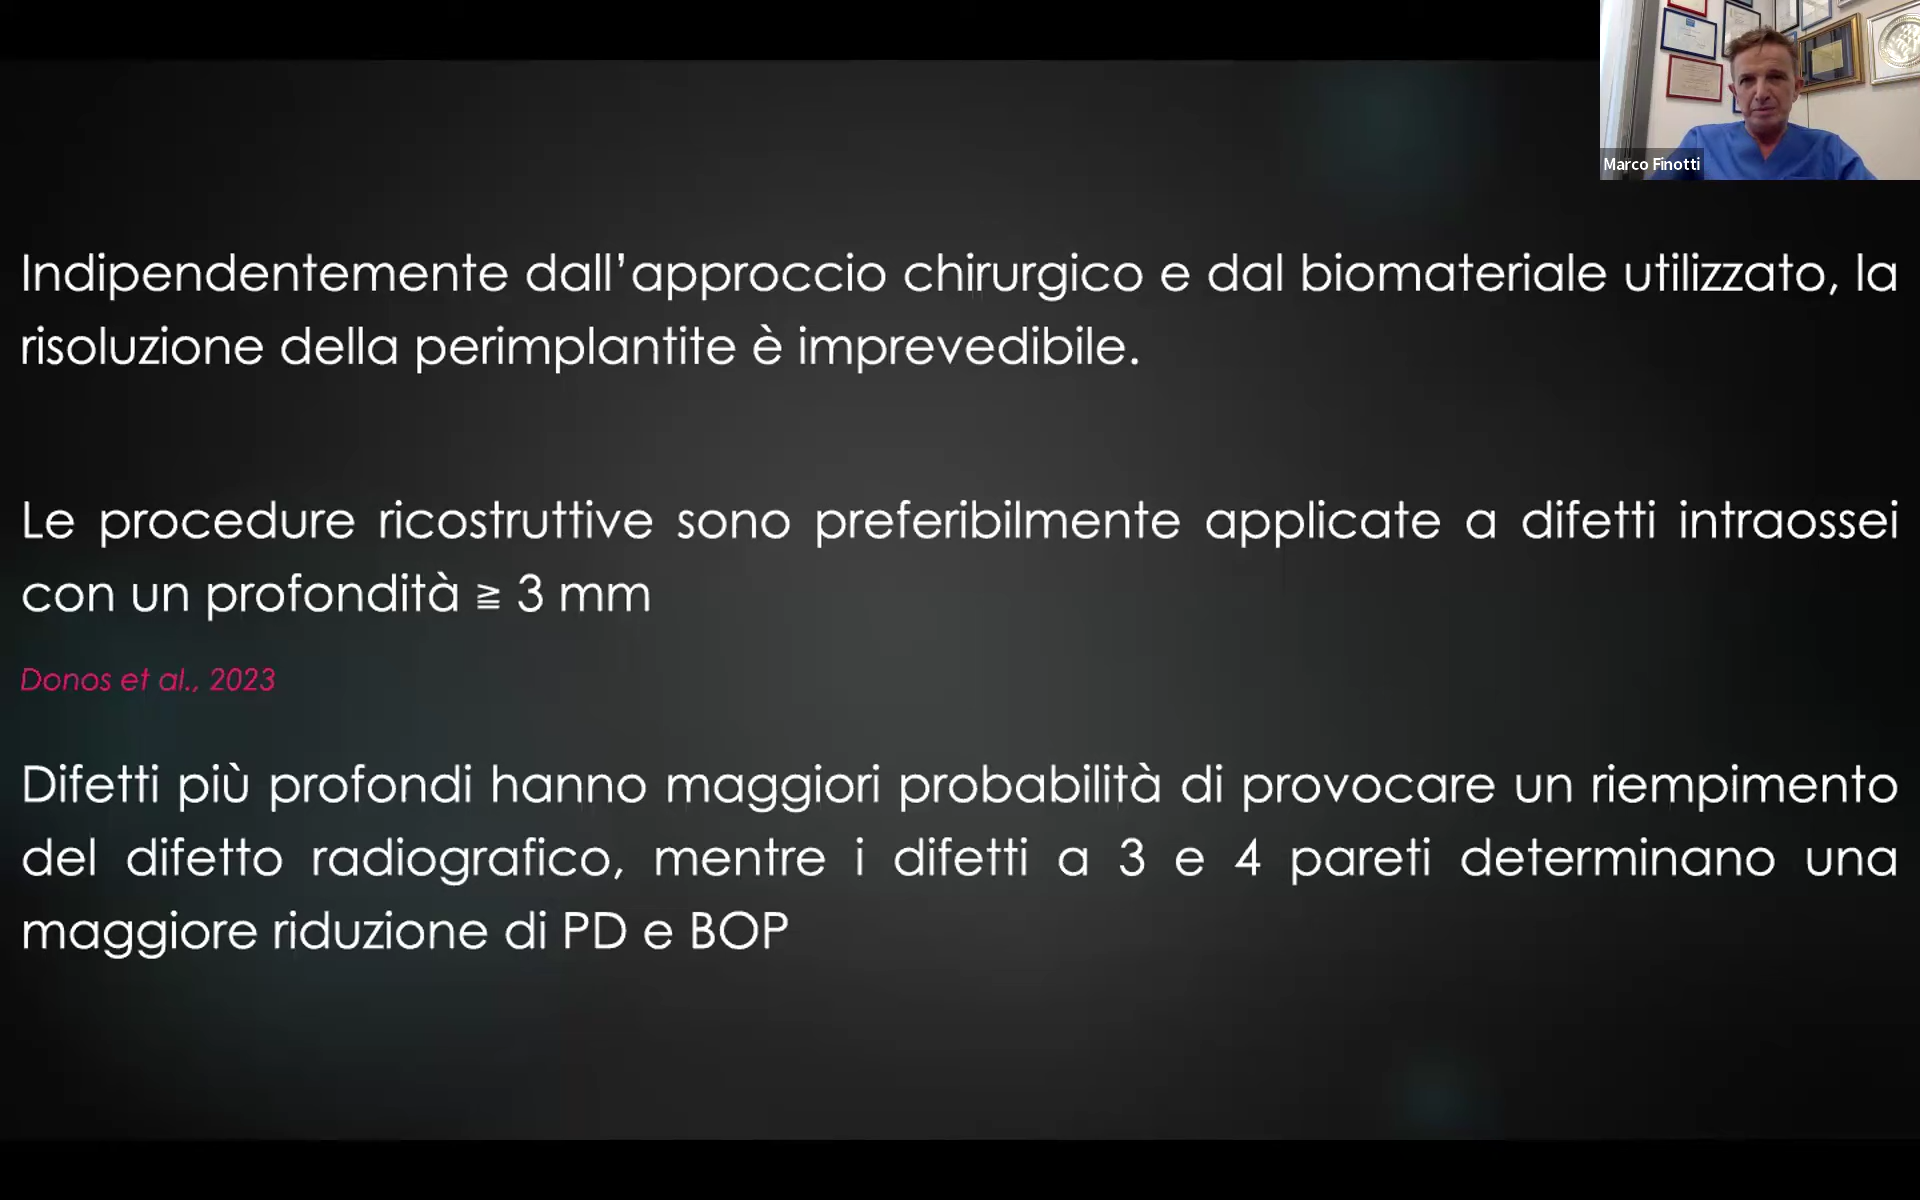 Marco Finotti
Indipendentemente dall’approccio chirurgico e dal biomateriale utilizzato, la
risoluzione della perimplantite è imprevedibile.
Le procedure ricostruttive sono preferibilmente applicate a difetti intraossei
con un profondità ≧ 3 mm
Donos et al., 2023
Difetti più profondi hanno maggiori probabilità di provocare un riempimento
del difetto radiografico, mentre i difetti a 3 e 4 pareti determinano una
maggiore riduzione di PD e BOP